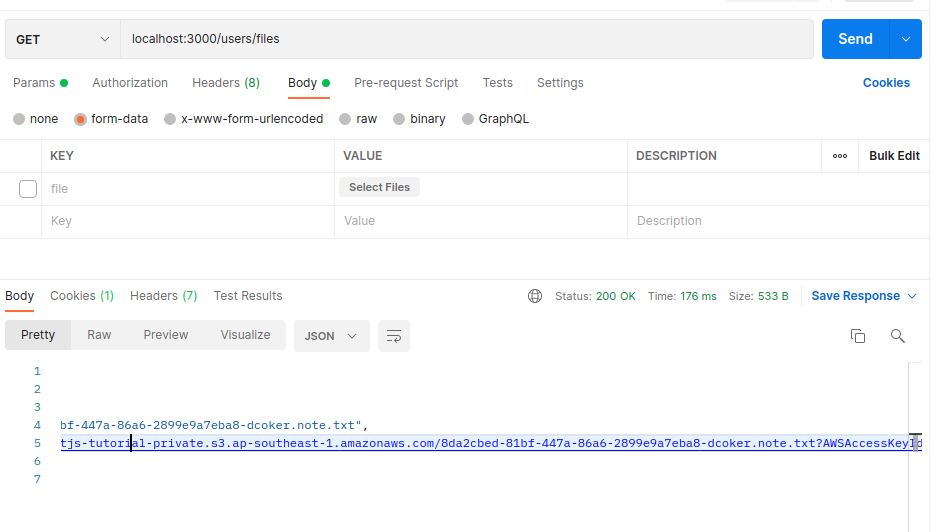 GET localhost:3000/users/files Send
Params Authorization Headers (8) Body Pre-request Script Tests Settings Cookies
none form-data x-www-form-urlencoded raw binary GraphQL
KEY VALUE DESCRIPTION Bulk Edit
file Select Files
Key Value Description
Body Cookies (1) Headers (7) Test Results Status: 200 OK Time: 176 ms Size: 533 B Save Response
Pretty Raw Preview Visualize JSON
1
2
3
4 bf-447a-86a6-2899e9a7eba8-dcoker.note.txt",
5 tjs-tutorial-private.s3.ap-southeast-1.amazonaws.com/8da2cbed-81bf-447a-86a6-2899e9a7eba8-dcoker.note.txt?AWSAccessKeyId
6
7